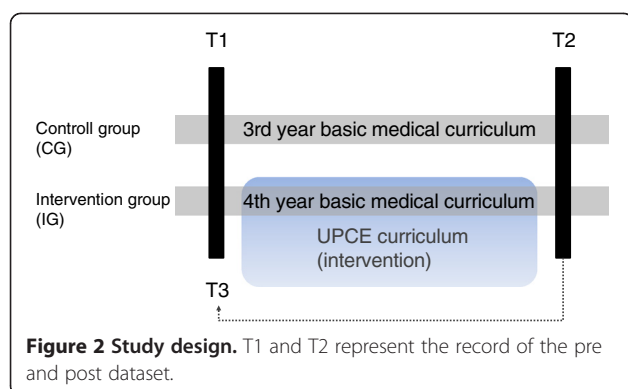 T1 T2
Controll group 3rd year basic medical curriculum
(CG)
Intervention group 4th year basic medical curriculum
(IG)
UPCE curriculum
(intervention)
T3
Figure 2 Study design. T1 and T2 represent the record of the pre
and post dataset.